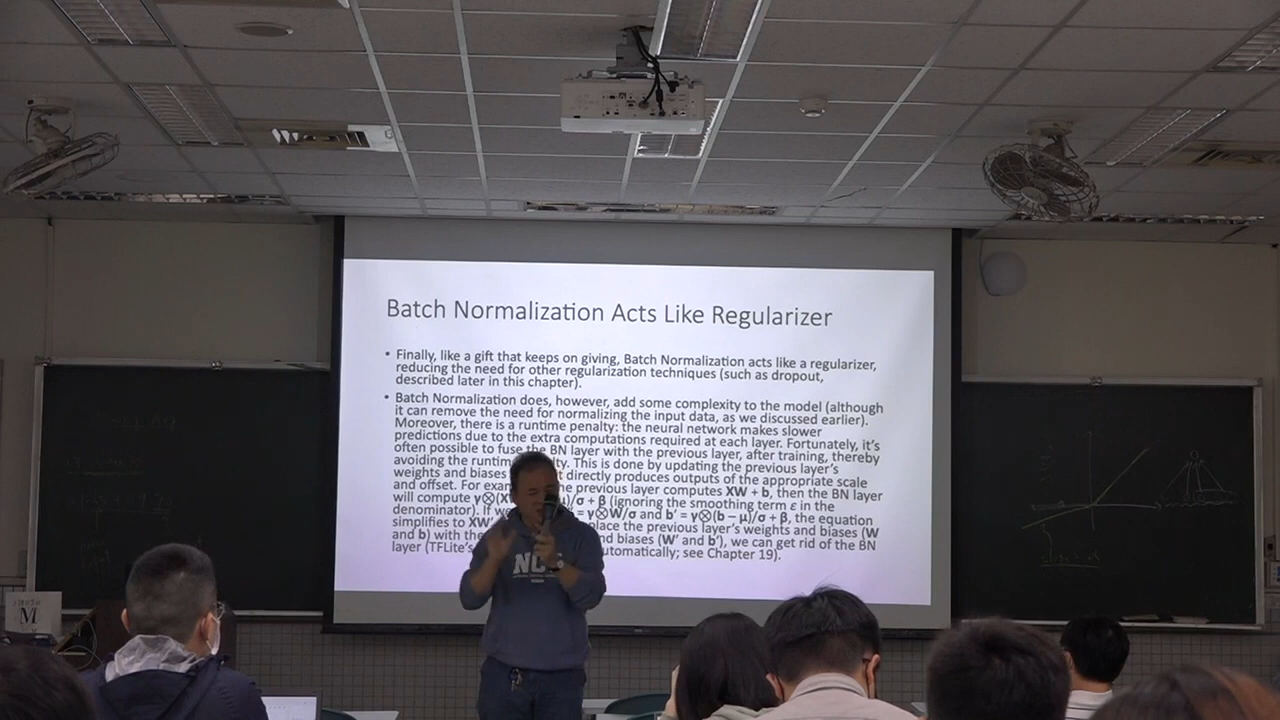 Batch Normalization Acts Like Regularizer
• Finally, like a gift that keeps on giving, Batch Normalization acts like a regularizer,
reducing the need for other regularization techniques (such as dropout,
described later in this chapter).
• Batch Normalization does, however, add some complexity to the model (although
it can remove the need for normalizing the input data, as we discussed earlier).
Moreover, there is a runtime penalty: the neural network makes slower
predictions due to the extra computations required at each layer. Fortunately, it's
often possible to fuse the BN layer with the previous layer, after training, thereby
avoiding the runtime This is done by updating the previous layer's
weights and biases directly produces outputs of the appropriate scale
and offset. For the previous layer computes XW + b, then the BN layer
will compute γ⊗(X )/σ + β (ignoring the smoothing term ε in the
denominator). If = γ⊗W/σ and b' = γ⊗(b – μ)/σ + β, the equation
simplifies to XW' the previous layer's weights and biases (W
and b) with the and biases (W' and b'), we can get rid of the BN
layer (TFLite's automatically; see Chapter 19).
M